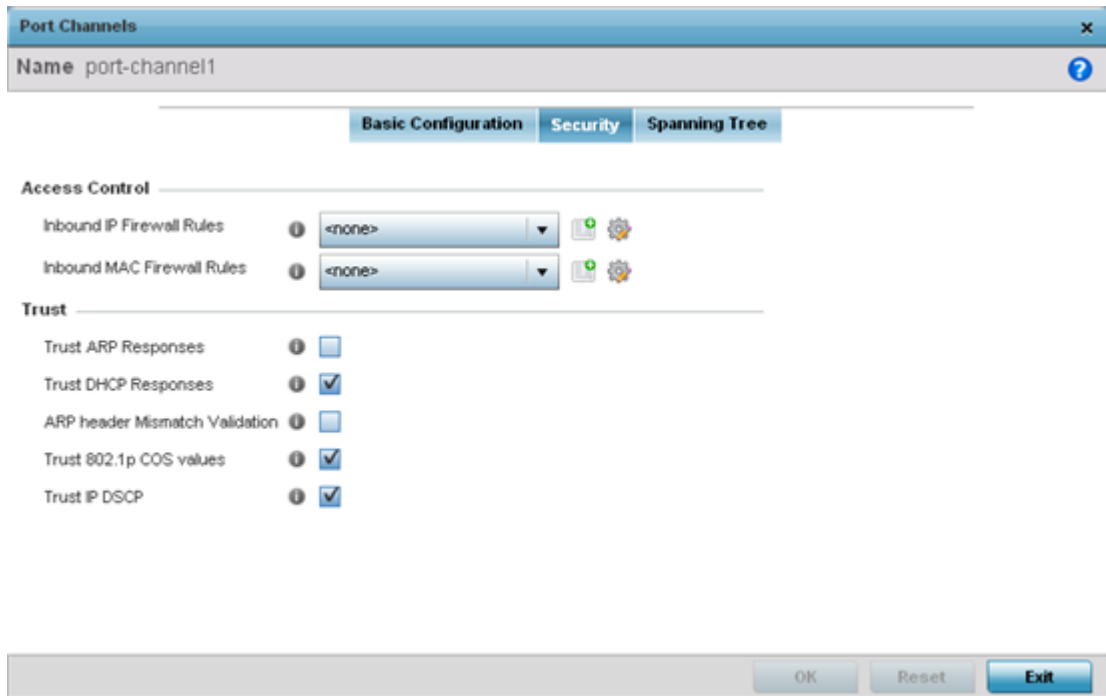 Port Channels
Name port-channel1
Basic Configuration Security Spanning Tree
Access Control
Inbound IP Firewall Rules <none>
Inbound MAC Firewall Rules <none>
Trust
Trust ARP Responses
Trust DHCP Responses
ARP header Mismatch Validation
Trust 802.1p COS values
Trust IP DSCP
OK Reset Exit